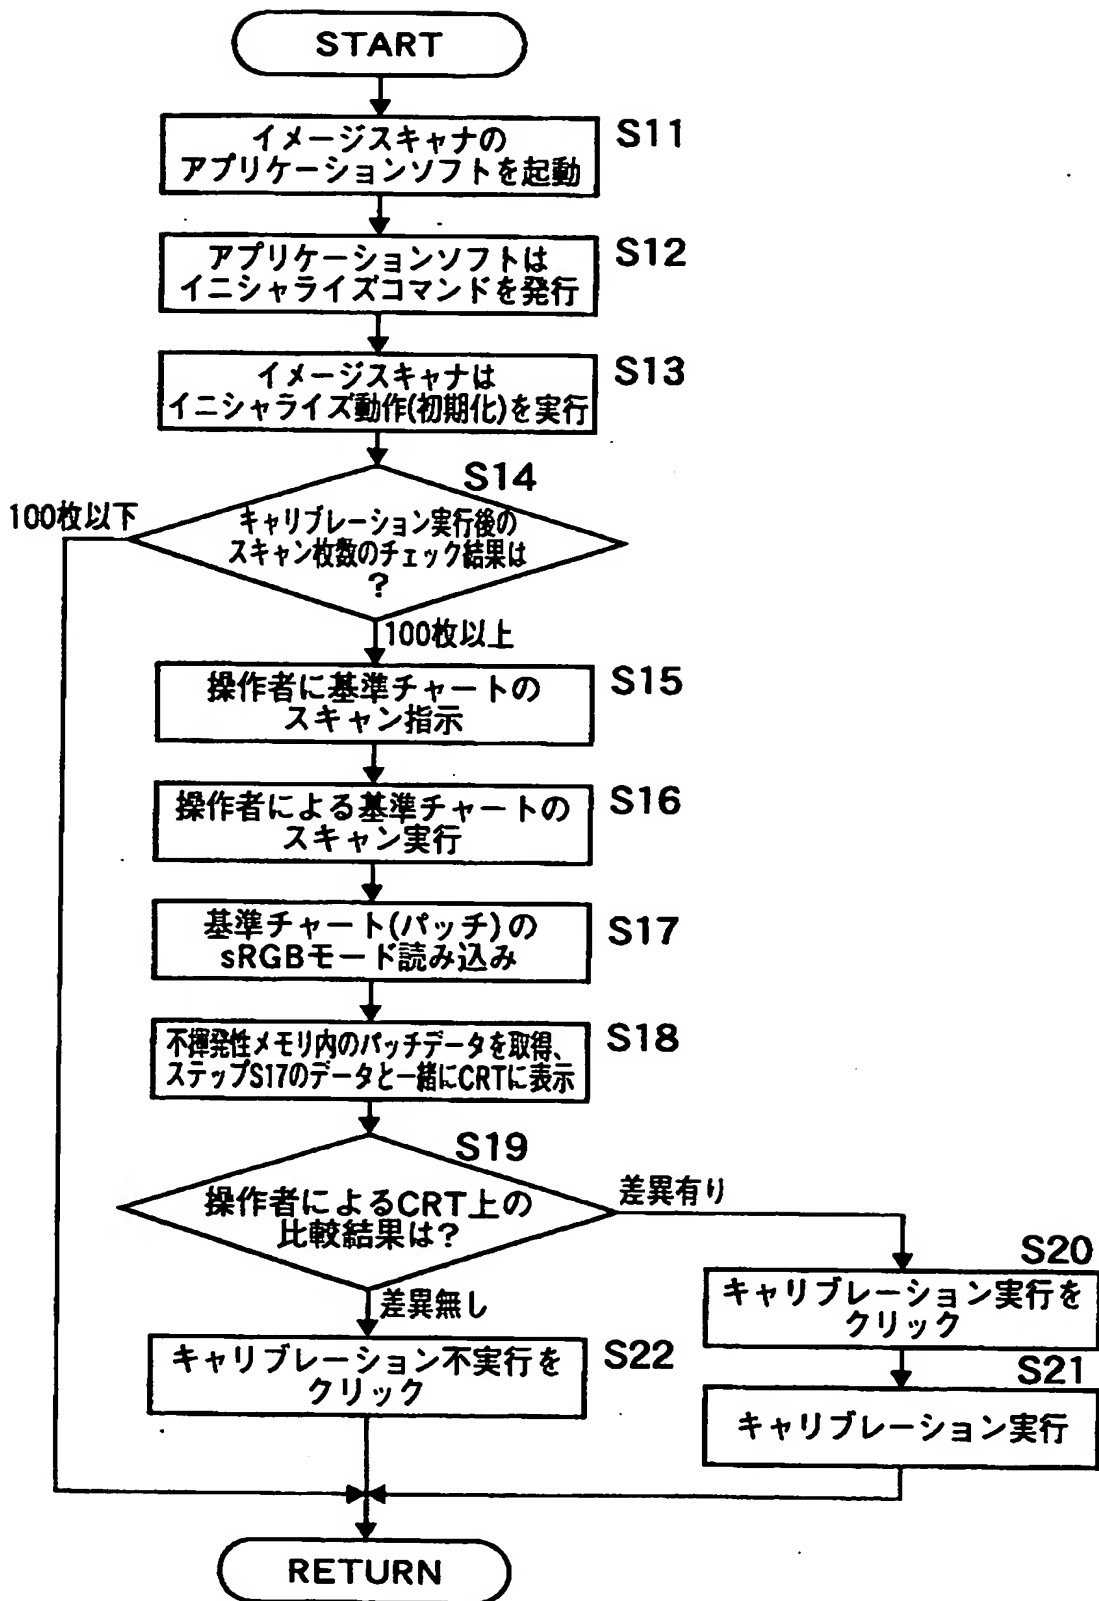 START
イメージスキャナの
アプリケーションソフトを起動
S11
アプリケーションソフトは
イニシャライズコマンドを発行
S12
イメージスキャナは
イニシャライズ動作(初期化)を実行
S13
S14
100枚以下
キャリブレーション実行後の
スキャン枚数のチェック結果は
?
100枚以上
操作者に基準チャートの
スキャン指示
S15
操作者による基準チャートの
スキャン実行
S16
基準チャート(パッチ)の
sRGBモード読み込み
S17
不揮発性メモリ内のパッチデータを取得、
ステップS17のデータと一緒にCRTに表示
S18
S19
操作者によるCRT上の
比較結果は?
差異有り
差異無し
S20
キャリブレーション実行を
クリック
キャリブレーション不実行を
クリック
S22
S21
キャリブレーション実行
RETURN